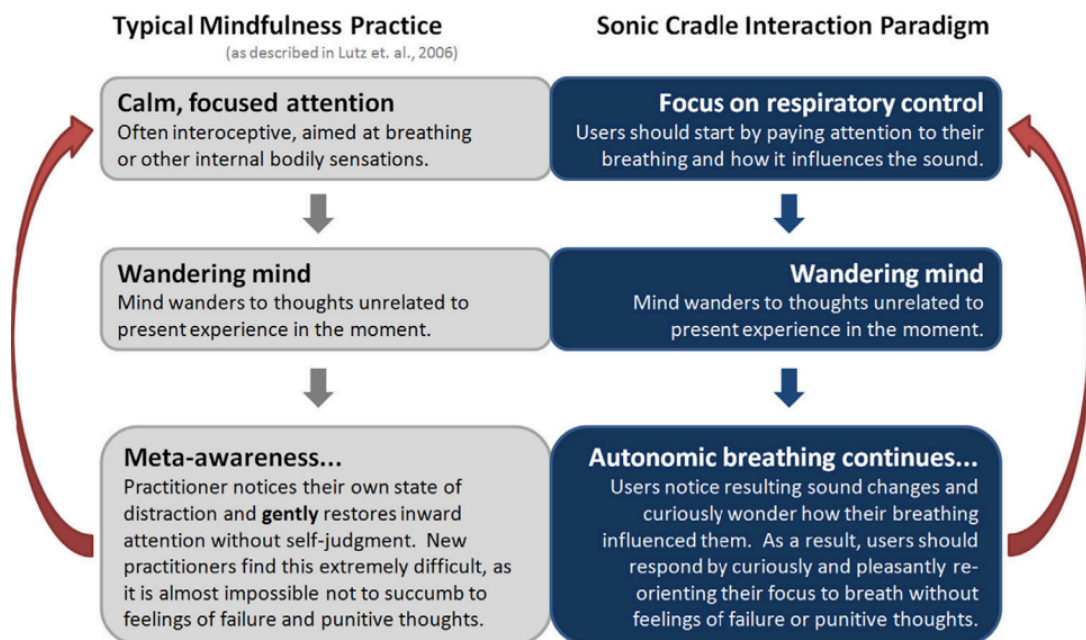 Typical Mindfulness Practice
(as described in Lutz et. al., 2006)
Calm, focused attention
Often interoceptive, aimed at breathing
or other internal bodily sensations.
Wandering mind
Mind wanders to thoughts unrelated to
present experience in the moment.
Meta-awareness...
Practitioner notices their own state of
distraction and gently restores inward
attention without self-judgment.  New
practitioners find this extremely difficult, as
it is almost impossible not to succumb to
feelings of failure and punitive thoughts.
Sonic Cradle Interaction Paradigm
Focus on respiratory control
Users should start by paying attention to their
breathing and how it influences the sound.
Wandering mind
Mind wanders to thoughts unrelated to
present experience in the moment.
Autonomic breathing continues...
Users notice resulting sound changes and
curiously wonder how their breathing
influenced them.  As a result, users should
respond by curiously and pleasantly re-
orienting their focus to breath without
feelings of failure or punitive thoughts.